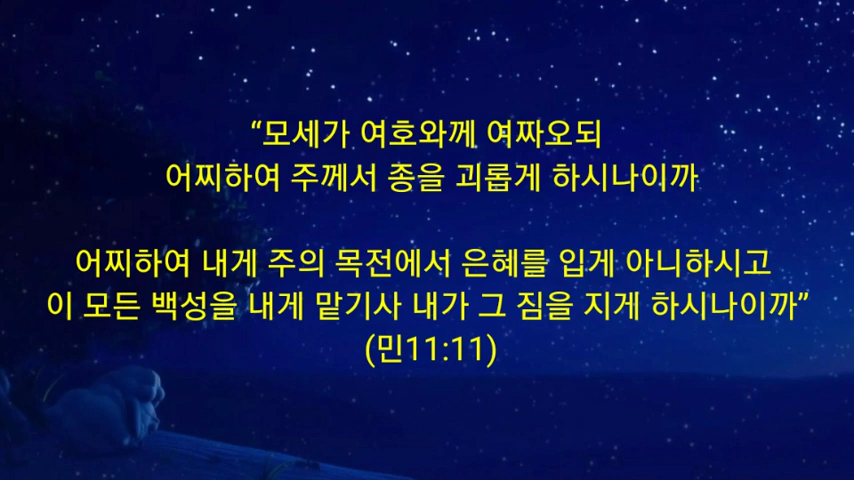 “모세가 여호와께 여짜오되
어찌하여 주께서 종을 괴롭게 하시나이까
어찌하여 내게 주의 목전에서 은혜를 입게 아니하시고
이 모든 백성을 내게 맡기사 내가 그 짐을 지게 하시나이까”
(민11:11)